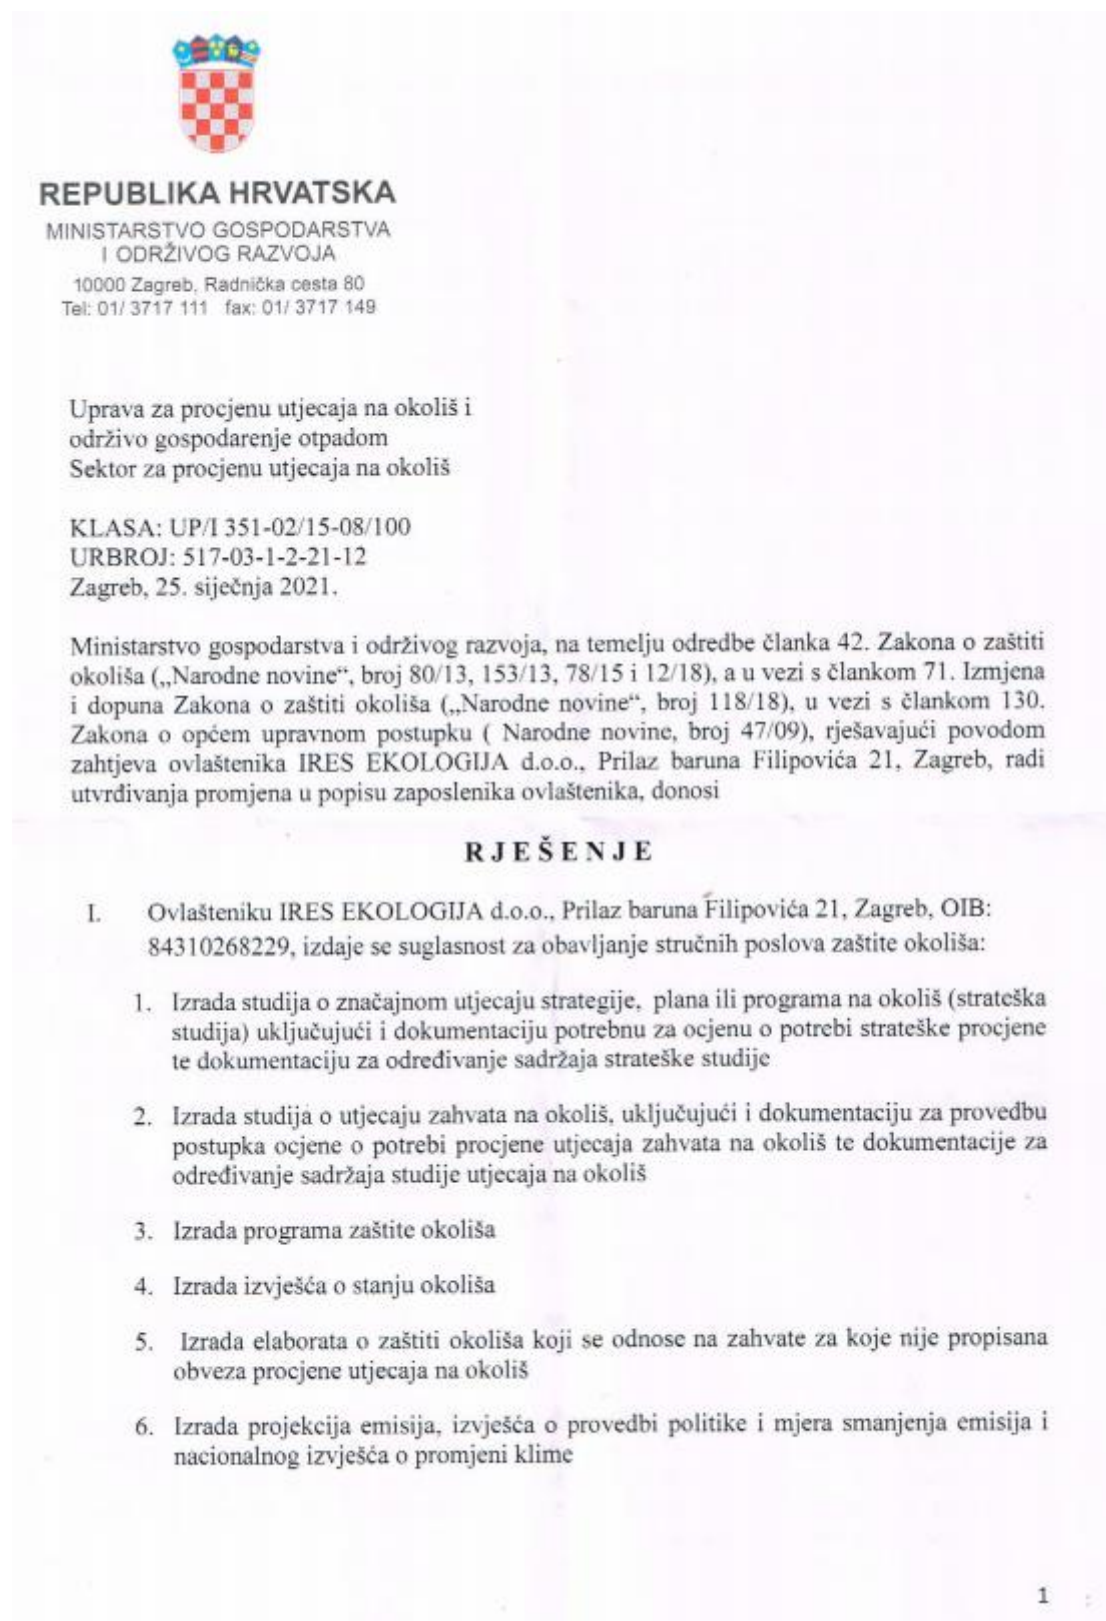 REPUBLIKA HRVATSKA
MINISTARSTVO GOSPODARSTVA
I ODRŽIVOG RAZVOJA
10000 Zagreb, Radnička cesta 80
Tel: 01/ 3717 111 fax: 01/ 3717 149
Uprava za procjenu utjecaja na okoliš i
održivo gospodarenje otpadom
Sektor za procjenu utjecaja na okoliš
KLASA: UP/I 351-02/15-08/100
URBROJ: 517-03-1-2-21-12
Zagreb, 25. siječnja 2021.
Ministarstvo gospodarstva i održivog razvoja, na temelju odredbe članka 42. Zakona o zaštiti
okoliša („Narodne novine“, broj 80/13, 153/13, 78/15 i 12/18), a u vezi s člankom 71. Izmjena
i dopuna Zakona o zaštiti okoliša („Narodne novine“, broj 118/18), u vezi s člankom 130.
Zakona o općem upravnom postupku ( Narodne novine, broj 47/09), rješavajući povodom
zahtjeva ovlaštenika IRES EKOLOGIJA d.o.o., Prilaz baruna Filipovića 21, Zagreb, radi
utvrđivanja promjena u popisu zaposlenika ovlaštenika, donosi
R J E Š E N J E
I. Ovlašteniku IRES EKOLOGIJA d.o.o., Prilaz baruna Filipovića 21, Zagreb, OIB:
84310268229, izdaje se suglasnost za obavljanje stručnih poslova zaštite okoliša:
1. Izrada studija o značajnom utjecaju strategije, plana ili programa na okoliš (strateška
studija) uključujući i dokumentaciju potrebnu za ocjenu o potrebi strateške procjene
te dokumentaciju za određivanje sadržaja strateške studije
2. Izrada studija o utjecaju zahvata na okoliš, uključujući i dokumentaciju za provedbu
postupka ocjene o potrebi procjene utjecaja zahvata na okoliš te dokumentacije za
određivanje sadržaja studije utjecaja na okoliš
3. Izrada programa zaštite okoliša
4. Izrada izvješća o stanju okoliša
5. Izrada elaborata o zaštiti okoliša koji se odnose na zahvate za koje nije propisana
obveza procjene utjecaja na okoliš
6. Izrada projekcija emisija, izvješća o provedbi politike i mjera smanjenja emisija i
nacionalnog izvješća o promjeni klime
1